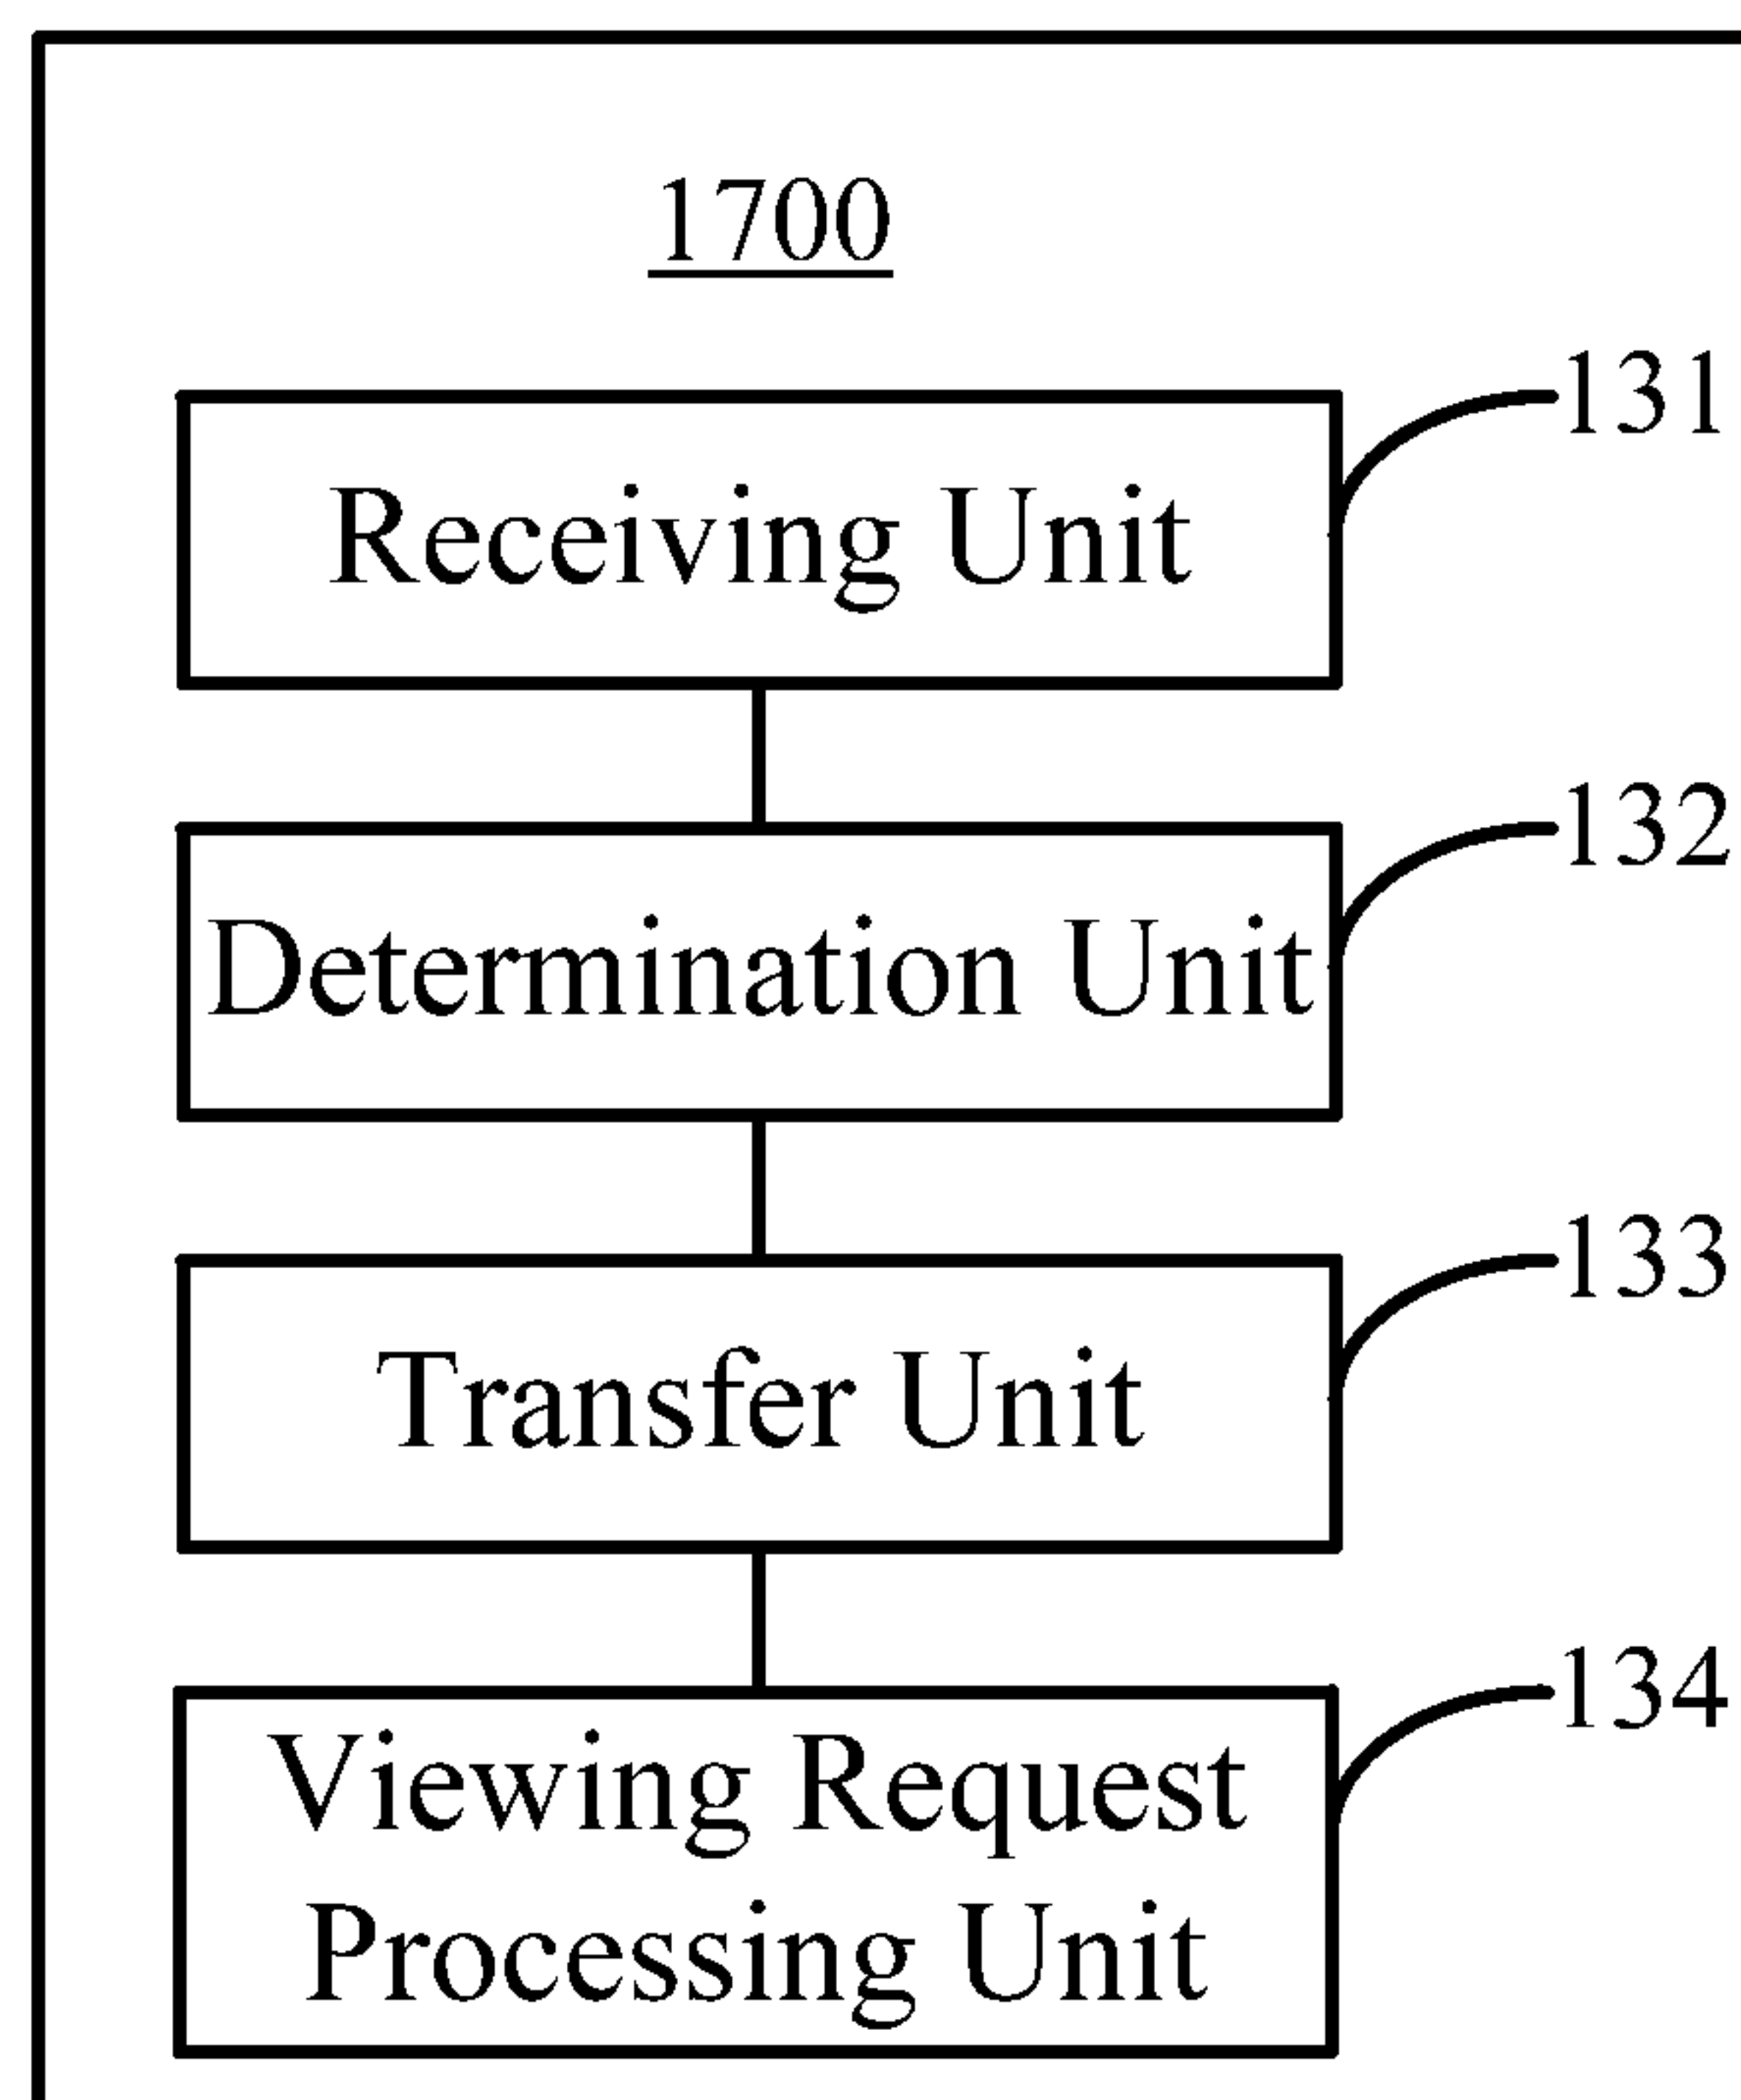 1700
131
Receiving Unit
132
Determination Unit
133
Transfer Unit
134
Viewing Request
Processing Unit